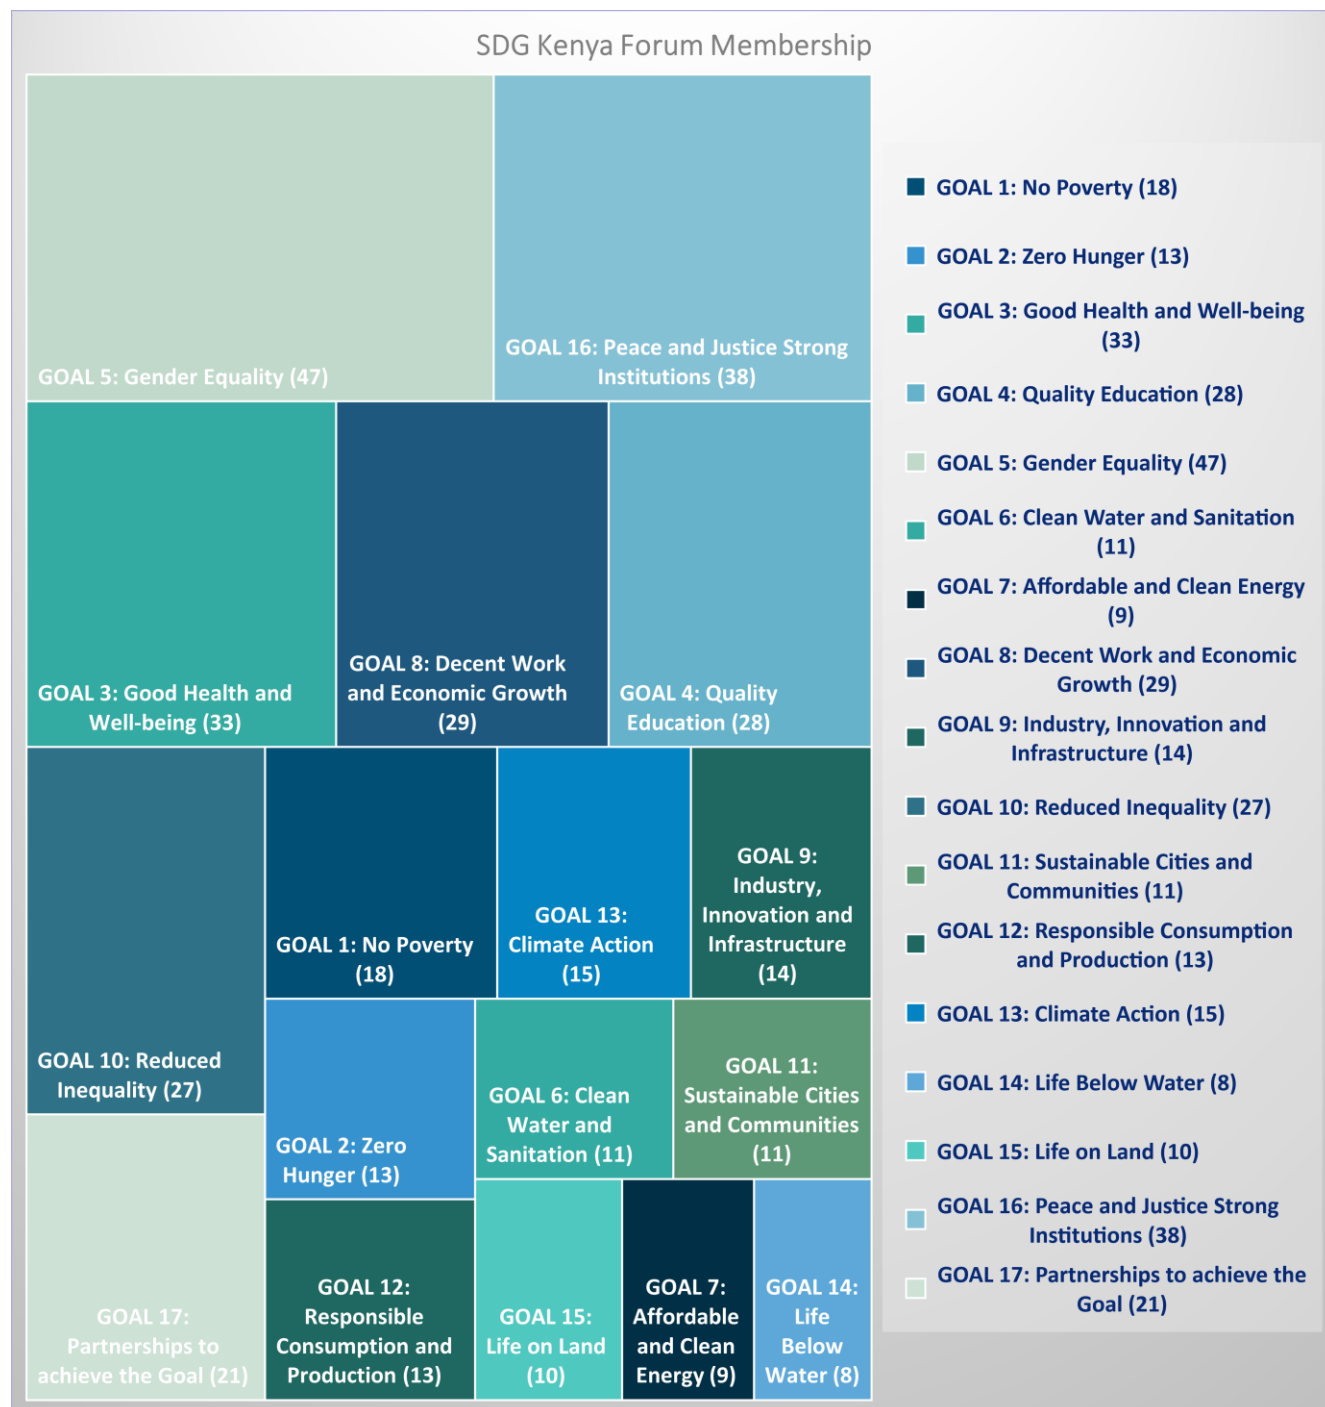 SDG Kenya Forum Membership
GOAL 5: Gender Equality (47)
GOAL 16: Peace and Justice Strong
Institutions (38)
GOAL 3: Good Health and
Well-being (33)
GOAL 8: Decent Work
and Economic Growth
(29)
GOAL 4: Quality
Education (28)
GOAL 10: Reduced
Inequality (27)
GOAL 1: No Poverty
(18)
GOAL 13:
Climate Action
(15)
GOAL 9:
Industry,
Innovation and
Infrastructure
(14)
GOAL 2: Zero
Hunger (13)
GOAL 6: Clean
Water and
Sanitation (11)
GOAL 11:
Sustainable Cities
and Communities
(11)
GOAL 17:
Partnerships to
achieve the Goal (21)
GOAL 12:
Responsible
Consumption and
Production (13)
GOAL 15:
Life on Land
(10)
GOAL 7:
Affordable
and Clean
Energy (9)
GOAL 14:
Life
Below
Water (8)
GOAL 1: No Poverty (18)
GOAL 2: Zero Hunger (13)
GOAL 3: Good Health and Well-being
(33)
GOAL 4: Quality Education (28)
GOAL 5: Gender Equality (47)
GOAL 6: Clean Water and Sanitation
(11)
GOAL 7: Affordable and Clean Energy
(9)
GOAL 8: Decent Work and Economic
Growth (29)
GOAL 9: Industry, Innovation and
Infrastructure (14)
GOAL 10: Reduced Inequality (27)
GOAL 11: Sustainable Cities and
Communities (11)
GOAL 12: Responsible Consumption
and Production (13)
GOAL 13: Climate Action (15)
GOAL 14: Life Below Water (8)
GOAL 15: Life on Land (10)
GOAL 16: Peace and Justice Strong
Institutions (38)
GOAL 17: Partnerships to achieve the
Goal (21)